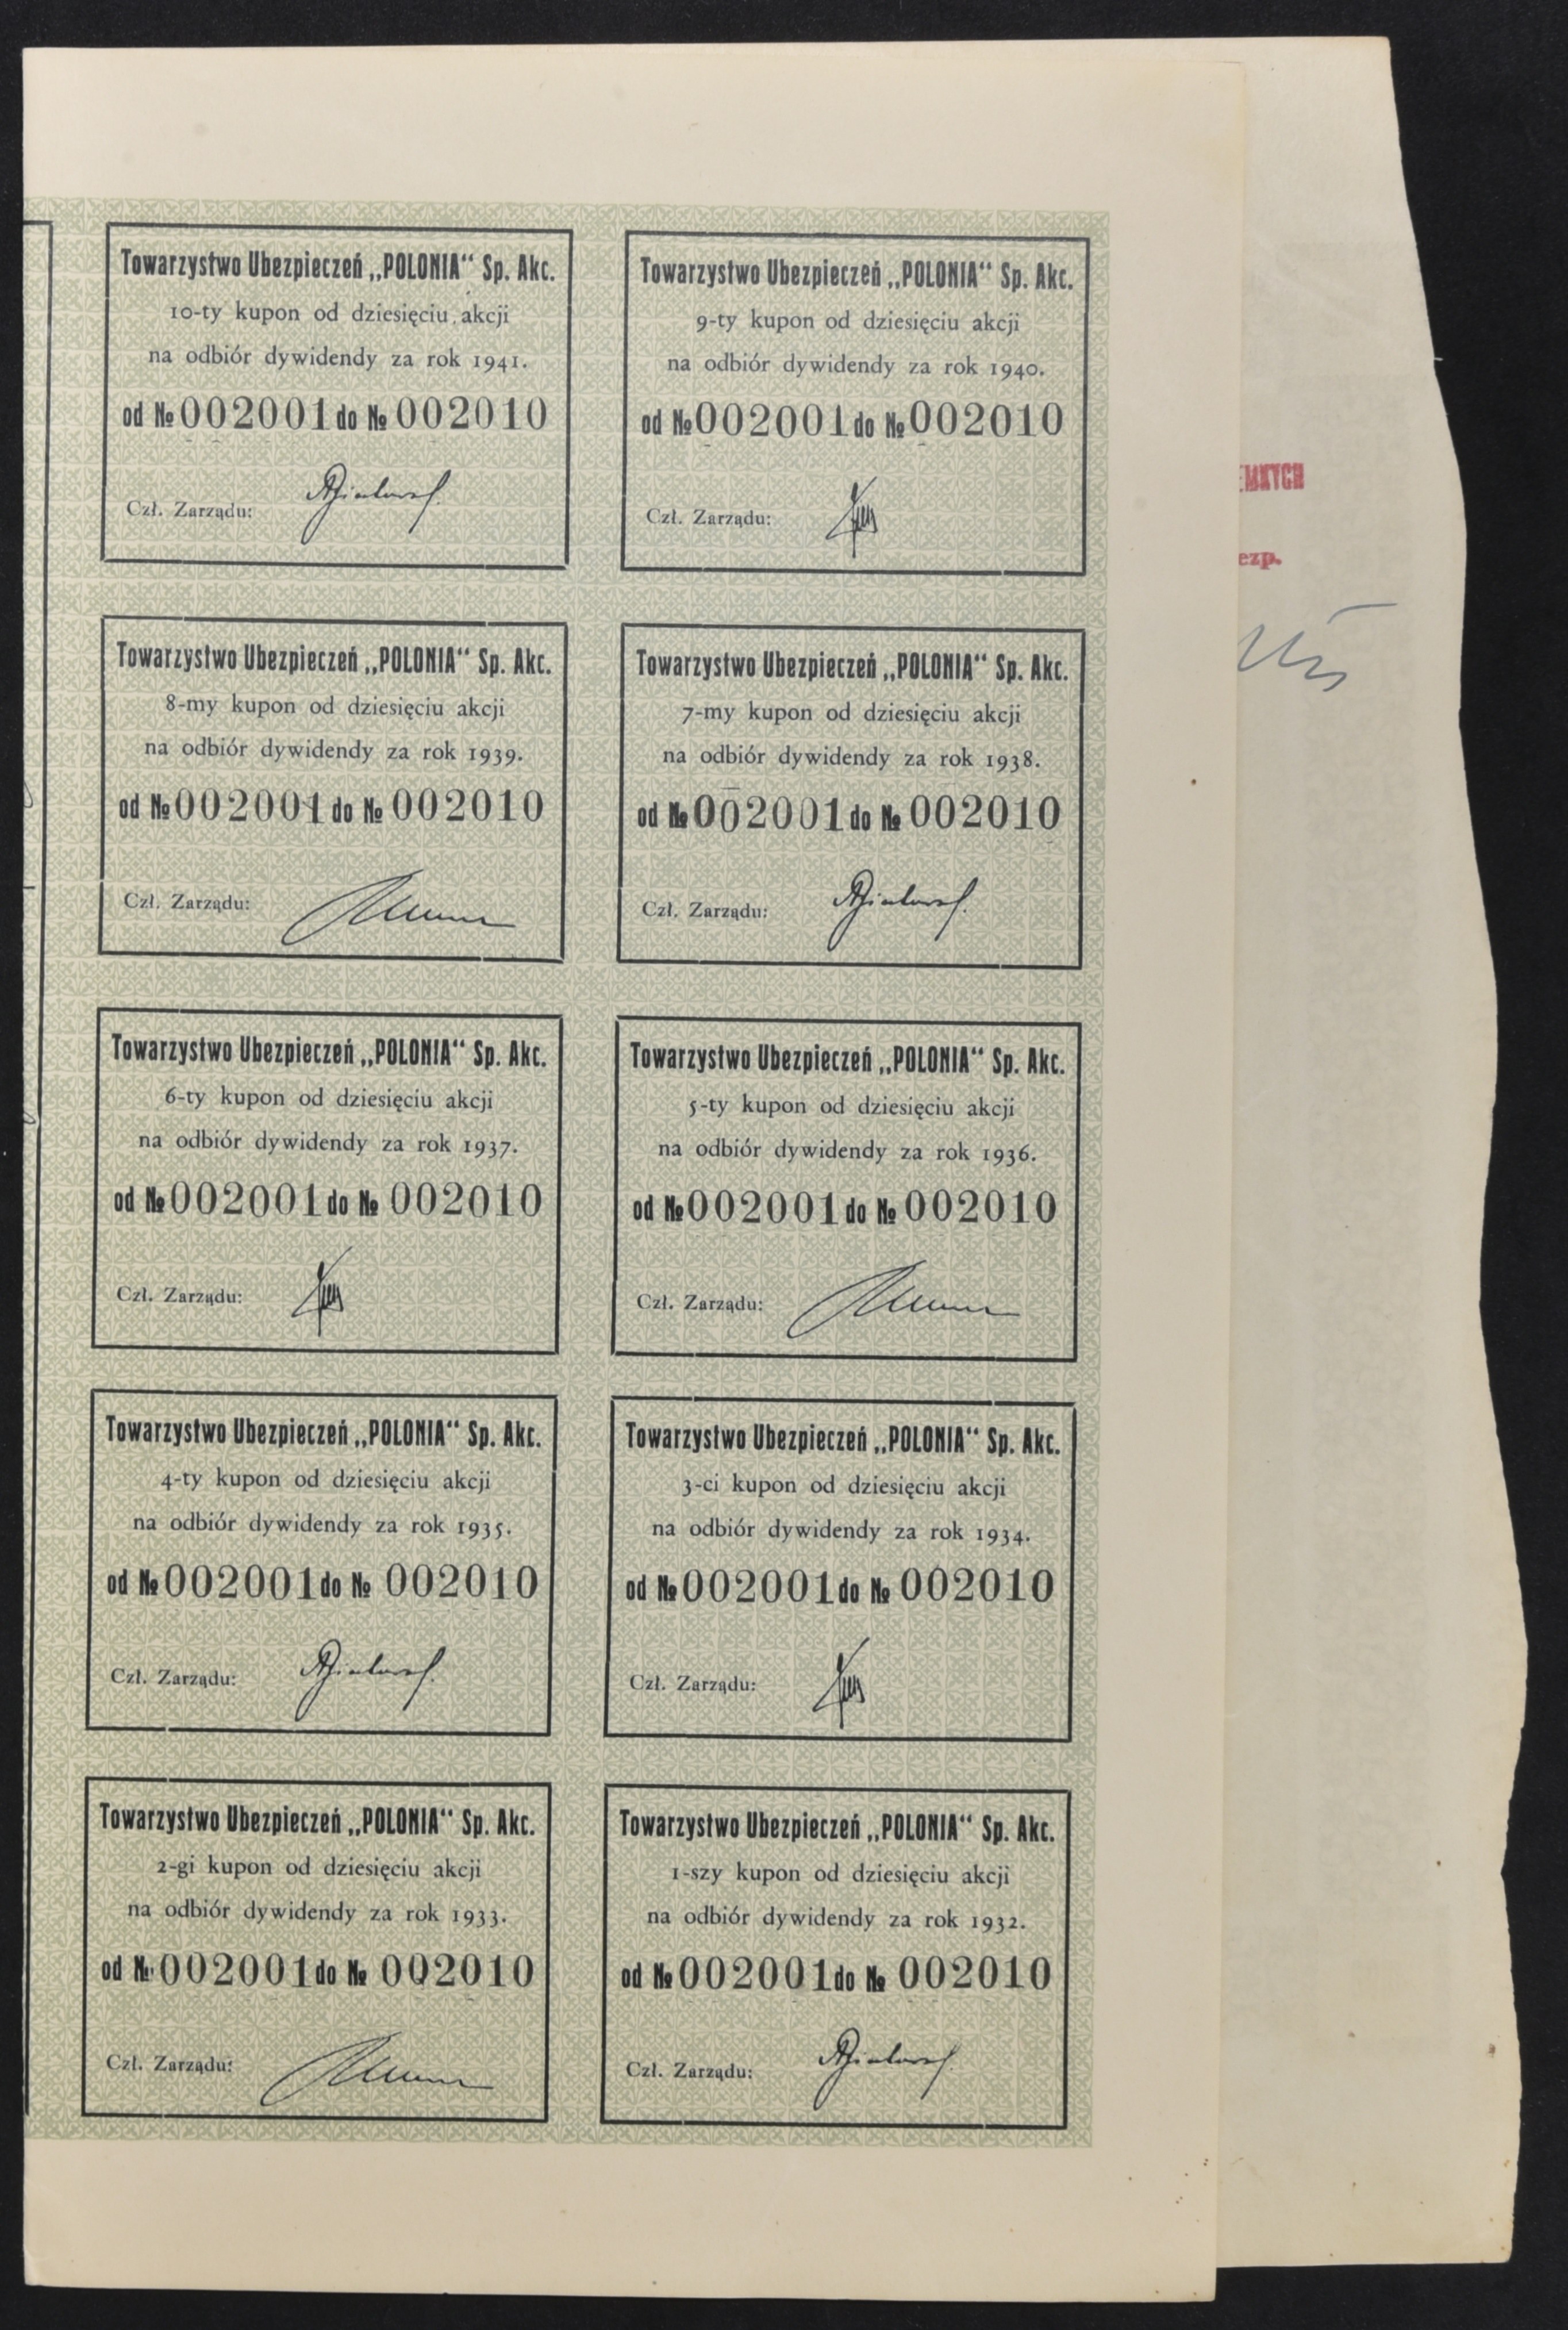 Towarzystwo Ubezpieczeń „POLONIA“ Sp. Akc.
10-ty kupon od dziesięciu akcji
na odbiór dywidendy za rok 1941.
od № 002001 do № 002010
Czł. Zarządu:
Towarzystwo Ubezpieczeń „POLONIA“ Sp. Akc.
9-ty kupon od dziesięciu akcji
na odbiór dywidendy za rok 1940.
od № 002001 do № 002010
Czł. Zarządu:
Towarzystwo Ubezpieczeń „POLONIA“ Sp. Akc.
8-my kupon od dziesięciu akcji
na odbiór dywidendy za rok 1939.
od № 002001 do № 002010
Czł. Zarządu:
Towarzystwo Ubezpieczeń „POLONIA“ Sp. Akc.
7-my kupon od dziesięciu akcji
na odbiór dywidendy za rok 1938.
od № 002001 do № 002010
Czł. Zarządu:
Towarzystwo Ubezpieczeń „POLONIA“ Sp. Akc.
6-ty kupon od dziesięciu akcji
na odbiór dywidendy za rok 1937.
od № 002001 do № 002010
Czł. Zarządu:
Towarzystwo Ubezpieczeń „POLONIA“ Sp. Akc.
5-ty kupon od dziesięciu akcji
na odbiór dywidendy za rok 1936.
od № 002001 do № 002010
Czł. Zarządu:
Towarzystwo Ubezpieczeń „POLONIA“ Sp. Akc.
4-ty kupon od dziesięciu akcji
na odbiór dywidendy za rok 1935.
od № 002001 do № 002010
Czł. Zarządu:
Towarzystwo Ubezpieczeń „POLONIA“ Sp. Akc.
3-ci kupon od dziesięciu akcji
na odbiór dywidendy za rok 1934.
od № 002001 do № 002010
Czł. Zarządu:
Towarzystwo Ubezpieczeń „POLONIA“ Sp. Akc.
2-gi kupon od dziesięciu akcji
na odbiór dywidendy za rok 1933.
od № 002001 do № 002010
Czł. Zarządu:
Towarzystwo Ubezpieczeń „POLONIA“ Sp. Akc.
1-szy kupon od dziesięciu akcji
na odbiór dywidendy za rok 1932.
od № 002001 do № 002010
Czł. Zarządu:
EMNYCH
ezp.